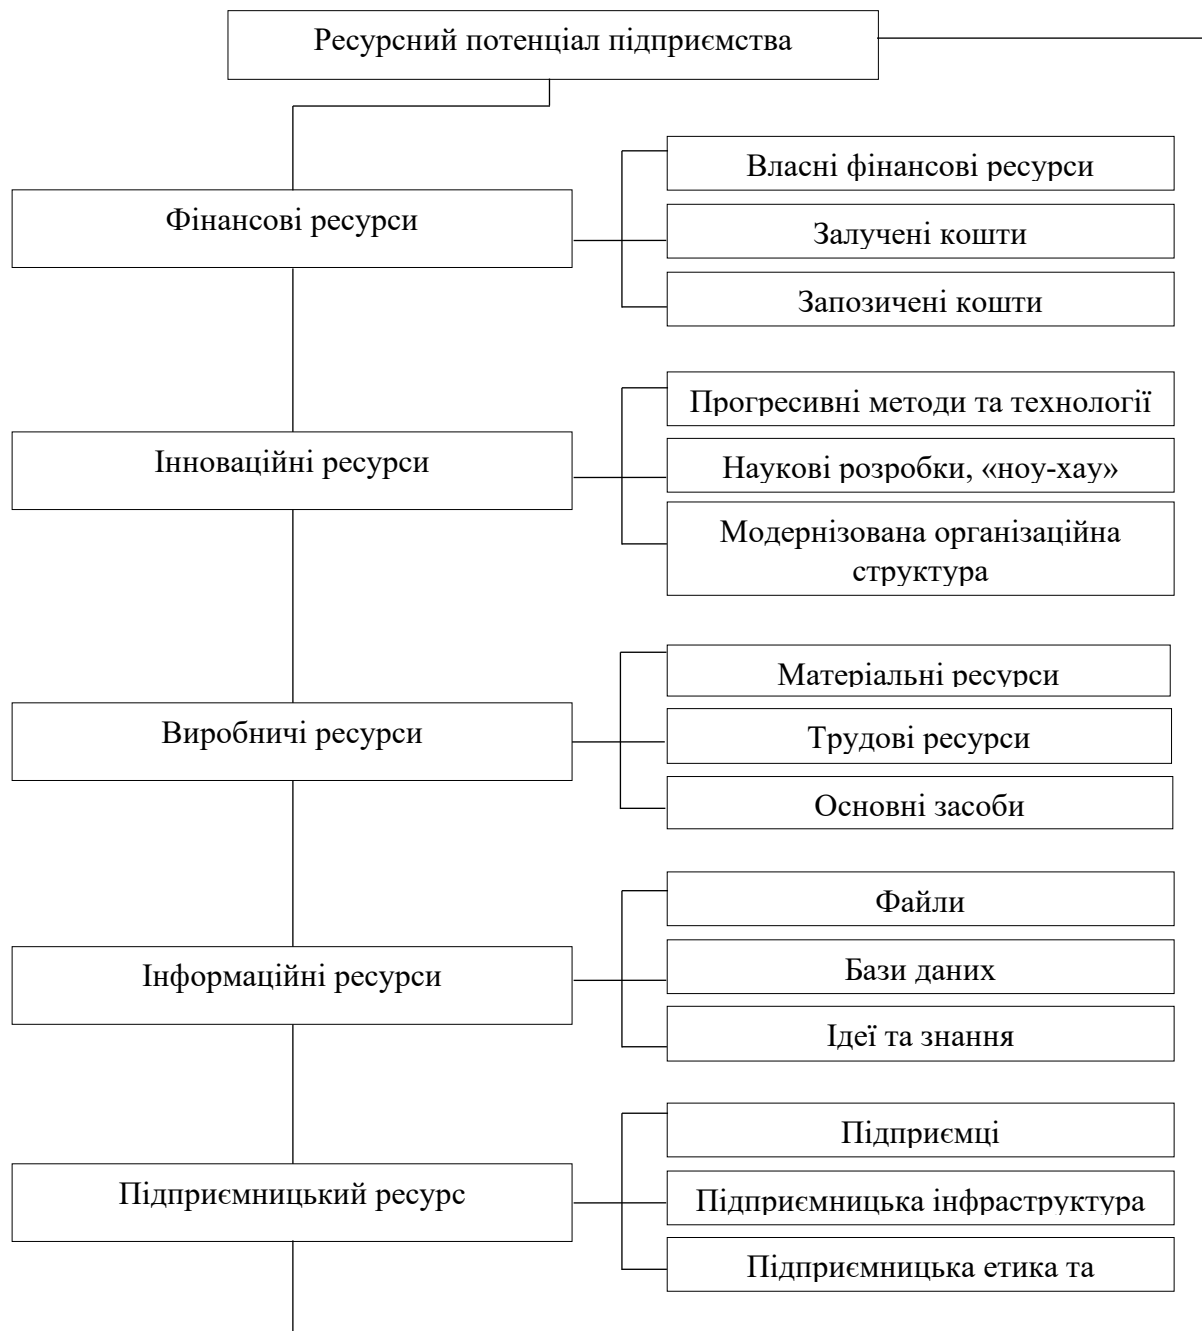 Ресурсний потенціал підприємства
Фінансові ресурси
Власні фінансові ресурси
Залучені кошти
Запозичені кошти
Інноваційні ресурси
Прогресивні методи та технології
Наукові розробки, «ноу-хау»
Модернізована організаційна
структура
Виробничі ресурси
Матеріальні ресурси
Трудові ресурси
Основні засоби
Інформаційні ресурси
Файли
Бази даних
Ідеї та знання
Підприємницький ресурс
Підприємці
Підприємницька інфраструктура
Підприємницька етика та